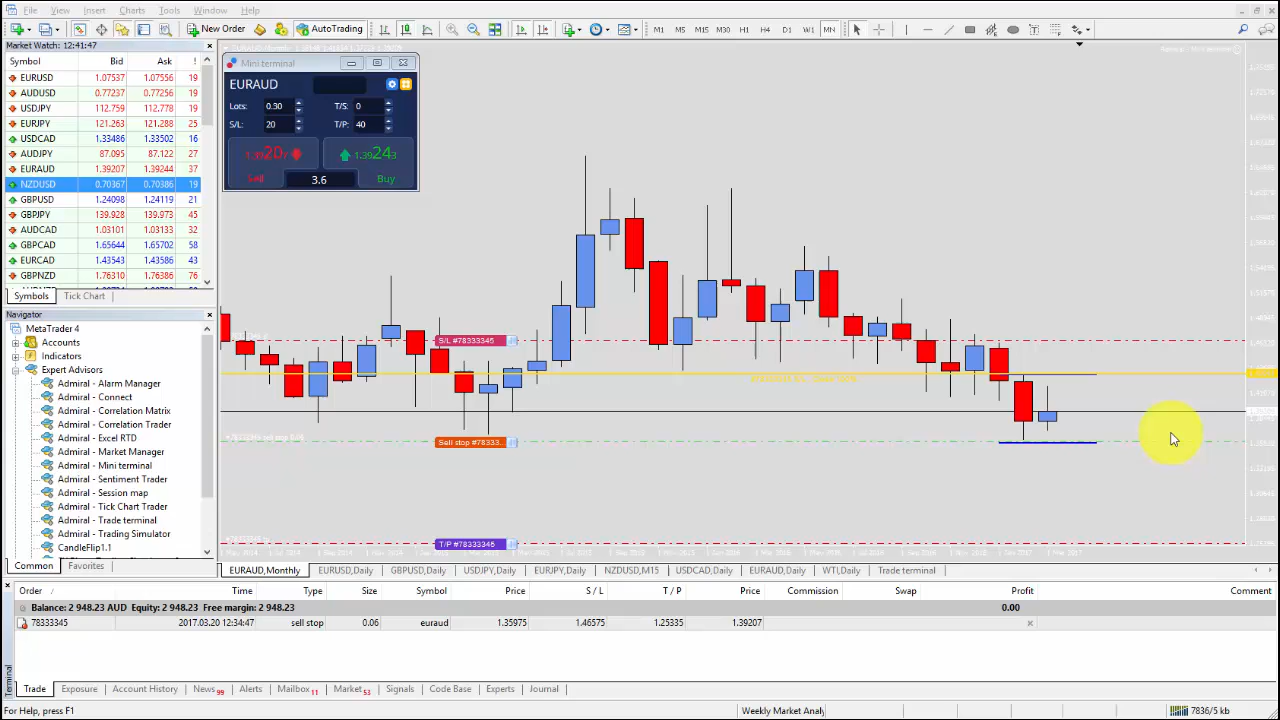 File View Insert Charts Tools Window Help
New Order AutoTrading M1 M5 M15 M30 H1 H4 D1 W1 MN
Market Watch: 12:41:47
Symbol Bid Ask !
EURUSD 1.07537 1.07556 19
AUDUSD 0.77237 0.77256 19
USDJPY 112.759 112.778 19
EURJPY 121.263 121.288 25
USDCAD 1.33486 1.33502 16
AUDJPY 87.095 87.122 27
EURAUD 1.39207 1.39244 37
NZDUSD 0.70367 0.70386 19
GBPUSD 1.24098 1.24119 21
GBPJPY 139.928 139.973 45
AUDCAD 1.03101 1.03133 32
GBPCAD 1.65644 1.65702 58
EURCAD 1.43543 1.43586 43
GBPNZD 1.76310 1.76386 76
Symbols Tick Chart
Navigator
MetaTrader 4
Accounts
Indicators
Expert Advisors
Admiral - Alarm Manager
Admiral - Connect
Admiral - Correlation Matrix
Admiral - Correlation Trader
Admiral - Excel RTD
Admiral - Market Manager
Admiral - Mini terminal
Admiral - Sentiment Trader
Admiral - Session map
Admiral - Tick Chart Trader
Admiral - Trade terminal
Admiral - Trading Simulator
CandleFlip1.1
Common Favorites
Mini terminal
EURAUD
Lots: 0.30 T/S: 0
S/L: 20 T/P: 40
1.39207 1.39243
Sell 3.6 Buy
S/L #78333345
Sell stop #78333...
T/P #78333345
EURAUD,Monthly EURUSD,Daily GBPUSD,Daily USDJPY,Daily EURJPY,Daily NZDUSD,M15 USDCAD,Daily EURAUD,Daily WTI,Daily Trade terminal
Order / Time Type Size Symbol Price S / L T / P Price Commission Swap Profit Comment
Balance: 2 948.23 AUD Equity: 2 948.23 Free margin: 2 948.23 0.00
78333345 2017.03.20 12:34:47 sell stop 0.06 euraud 1.35975 1.46575 1.25335 1.39207
Terminal
Trade Exposure Account History News 99 Alerts Mailbox 11 Market 53 Signals Code Base Experts Journal
For Help, press F1 Weekly Market Analy 7836/5 kb